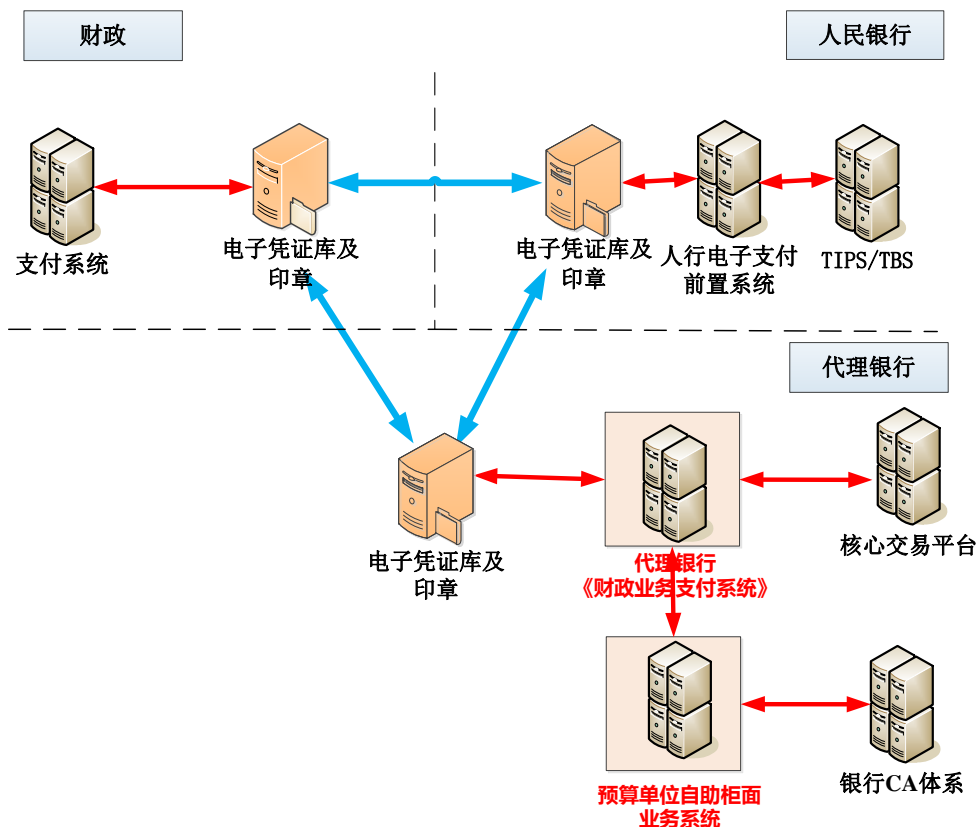 财政
人民银行
支付系统
电子凭证库及
印章
电子凭证库及
印章
人行电子支付
前置系统
TIPS/TBS
代理银行
电子凭证库及
印章
代理银行
《财政业务支付系统》
核心交易平台
预算单位自助柜面
业务系统
银行CA体系